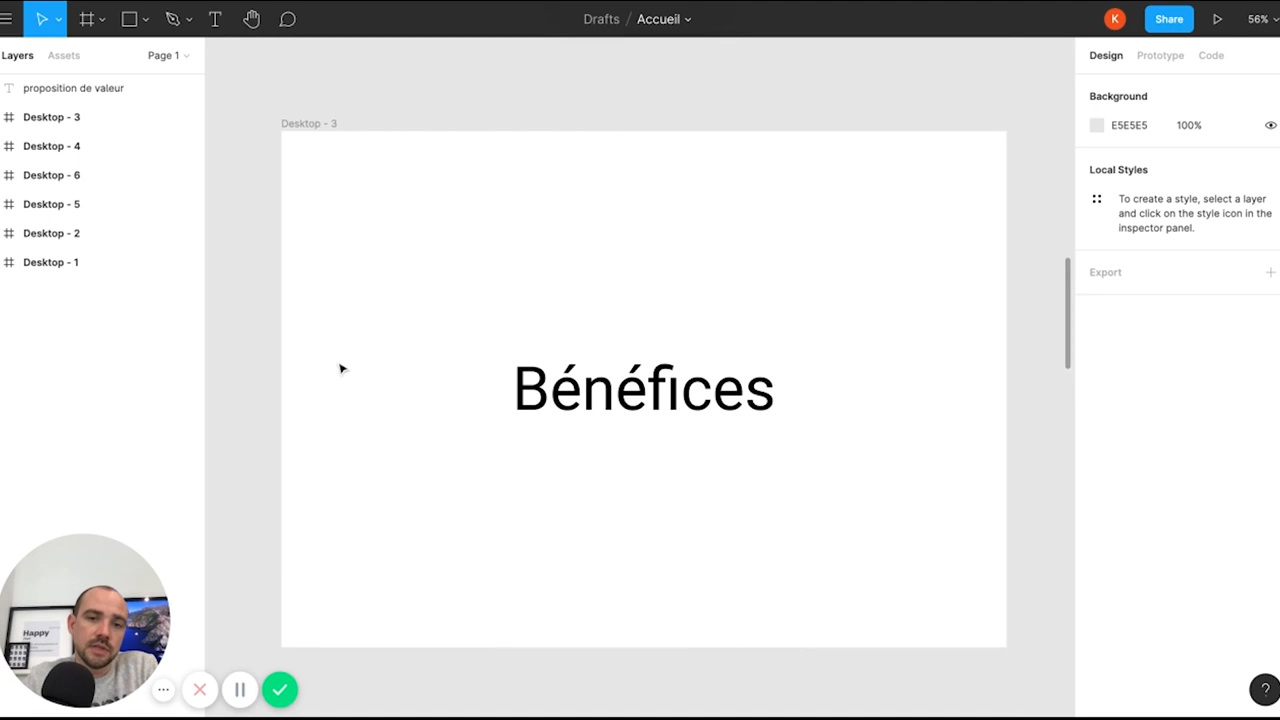 Drafts / Accueil
K
Share
56%
Layers
Assets
Page 1
proposition de valeur
Desktop - 3
Desktop - 4
Desktop - 6
Desktop - 5
Desktop - 2
Desktop - 1
Desktop - 3
Bénéfices
Design
Prototype
Code
Background
E5E5E5
100%
Local Styles
To create a style, select a layer
and click on the style icon in the
inspector panel.
Export
Happy
?